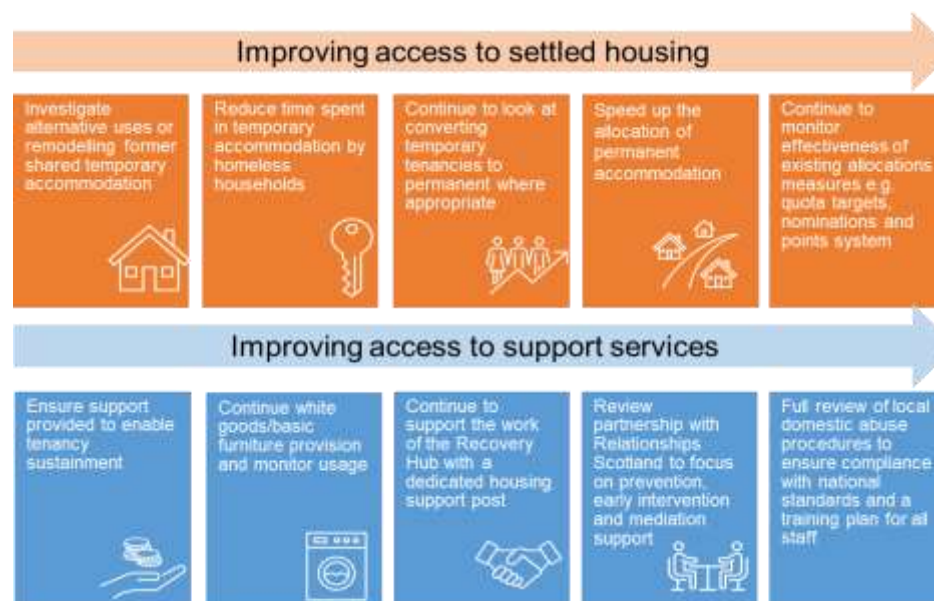 Improving access to settled housing
Investigate
alternative uses or
remodelling former
shared temporary
accommodation
Reduce time spent
in temporary
accommodation by
homeless
households
Continue to look at
converting
temporary
tenancies to
permanent where
appropriate
Speed up the
allocation of
permanent
accommodation
Continue to
monitor
effectiveness of
existing allocations
measures e.g.
quota targets,
nominations and
points system
Improving access to support services
Ensure support
provided to enable
tenancy
sustainment
Continue white
goods/basic
furniture provision
and monitor usage
Continue to
support the work
of the Recovery
Hub with a
dedicated housing
support post
Review
partnership with
Relationships
Scotland to focus
on prevention,
early intervention
and mediation
support
Full review of local
domestic abuse
procedures to
ensure compliance
with national
standards and a
training plan for all
staff